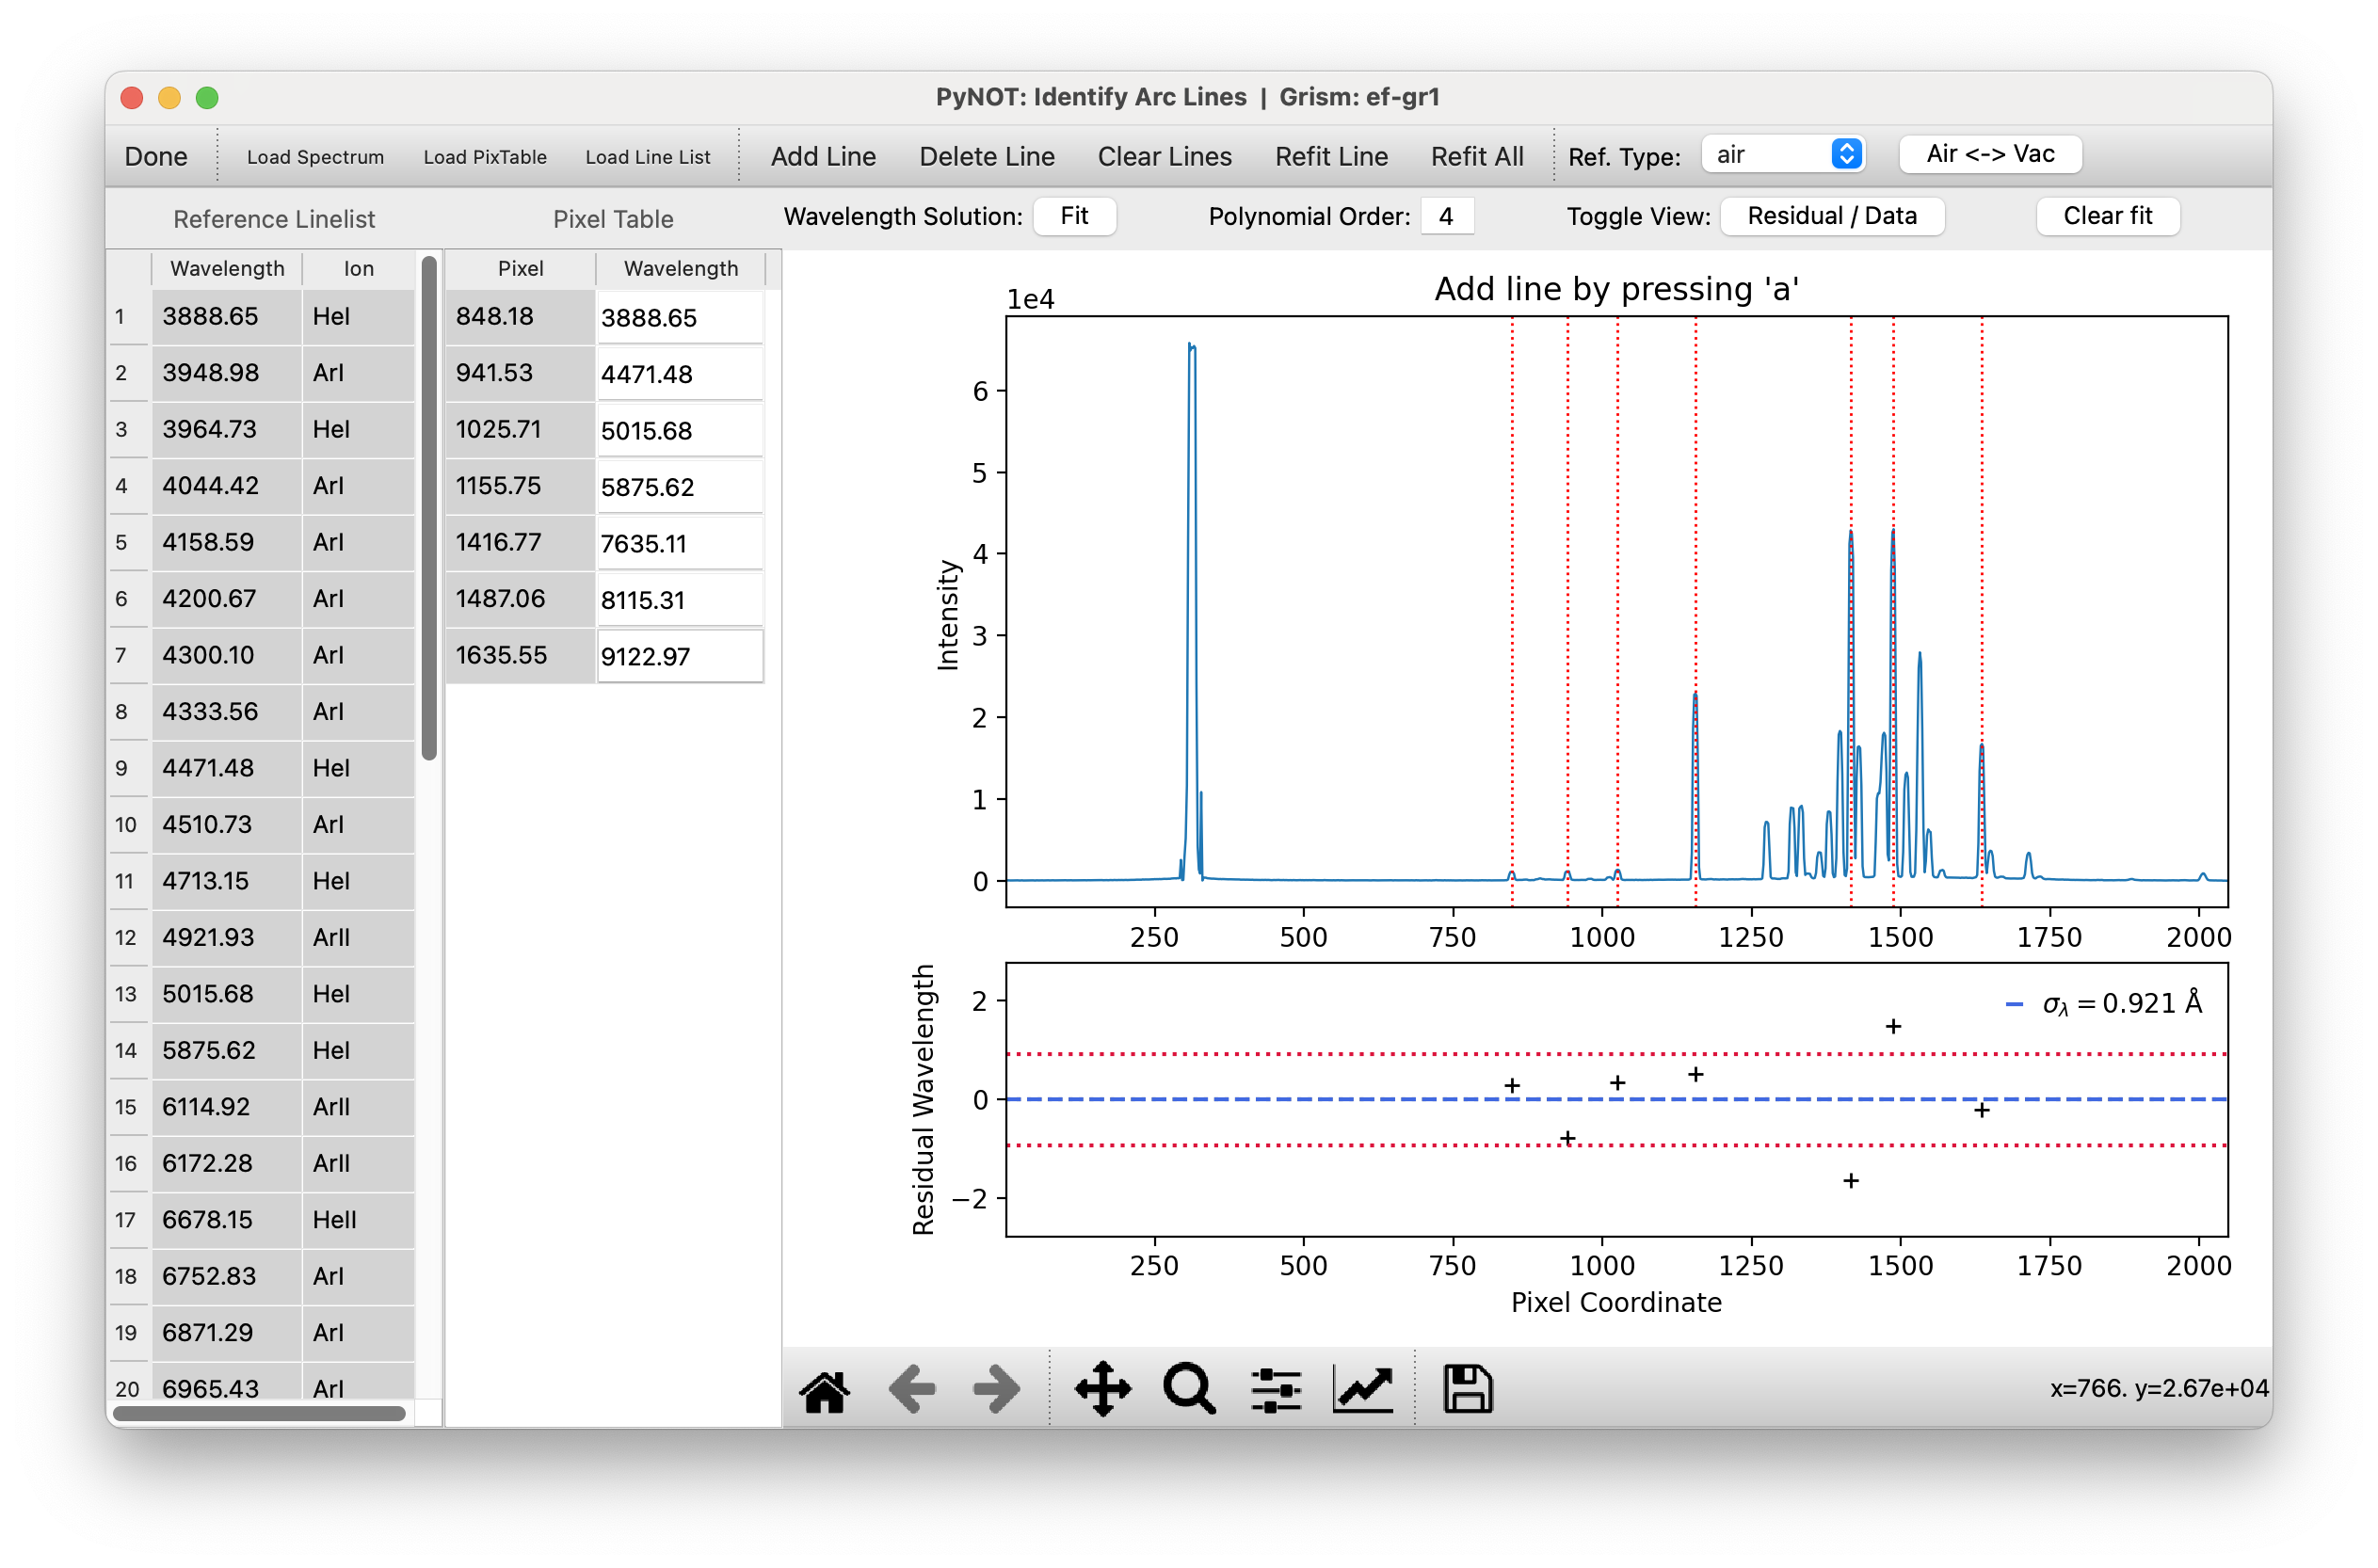 PyNOT: Identify Arc Lines | Grism: ef-gr1
Done Load Spectrum Load PixTable Load Line List Add Line Delete Line Clear Lines Refit Line Refit All Ref. Type: air Air <-> Vac
Reference Linelist Pixel Table Wavelength Solution: Fit Polynomial Order: 4 Toggle View: Residual / Data Clear fit
Wavelength Ion
1 3888.65 HeI
2 3948.98 ArI
3 3964.73 HeI
4 4044.42 ArI
5 4158.59 ArI
6 4200.67 ArI
7 4300.10 ArI
8 4333.56 ArI
9 4471.48 HeI
10 4510.73 ArI
11 4713.15 HeI
12 4921.93 ArII
13 5015.68 HeI
14 5875.62 HeI
15 6114.92 ArII
16 6172.28 ArII
17 6678.15 HeII
18 6752.83 ArI
19 6871.29 ArI
20 6965.43 ArI
Pixel Wavelength
848.18 3888.65
941.53 4471.48
1025.71 5015.68
1155.75 5875.62
1416.77 7635.11
1487.06 8115.31
1635.55 9122.97
Add line by pressing 'a'
1e4
6
5
4
3
2
1
0
Intensity
250 500 750 1000 1250 1500 1750 2000
2
0
−2
Residual Wavelength
σλ = 0.921 Å
250 500 750 1000 1250 1500 1750 2000
Pixel Coordinate
x=766. y=2.67e+04